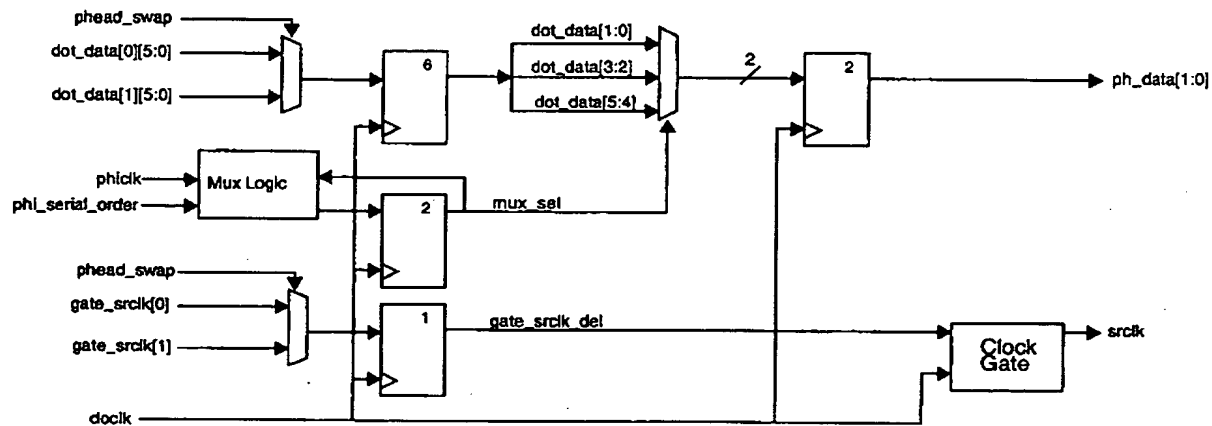 phead_swap
dot_data[0][5:0]
dot_data[1][5:0]
6
dot_data[1:0]
dot_data[3:2]
dot_data[5:4]
2
2
ph_data[1:0]
phiclk
phi_serial_order
Mux Logic
2
mux_sel
phead_swap
gate_srclk[0]
gate_srclk[1]
1
gate_srclk_del
Clock
Gate
srclk
doclk